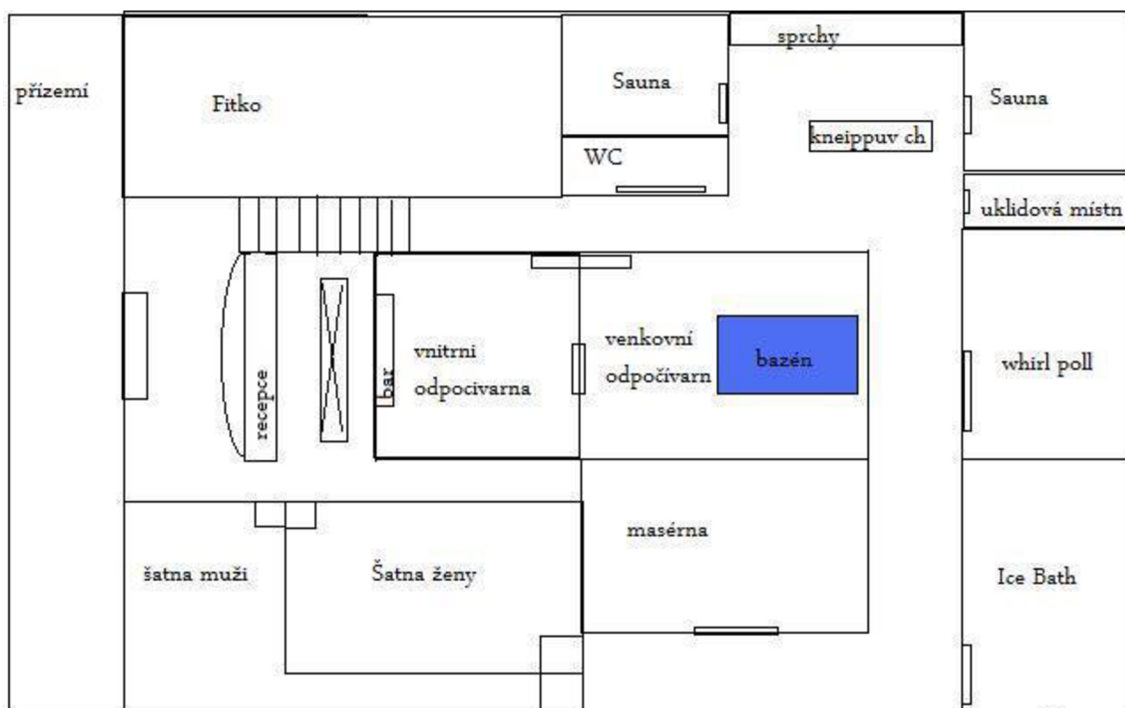 sprchy
přízemí
Fitko
Sauna
Sauna
kneippuv ch
WC
uklidová místn
recepce
bar
vnitrni
odpocivarna
venkovní
odpočívarn
bazén
whirl poll
masérna
šatna muži
Šatna ženy
Ice Bath